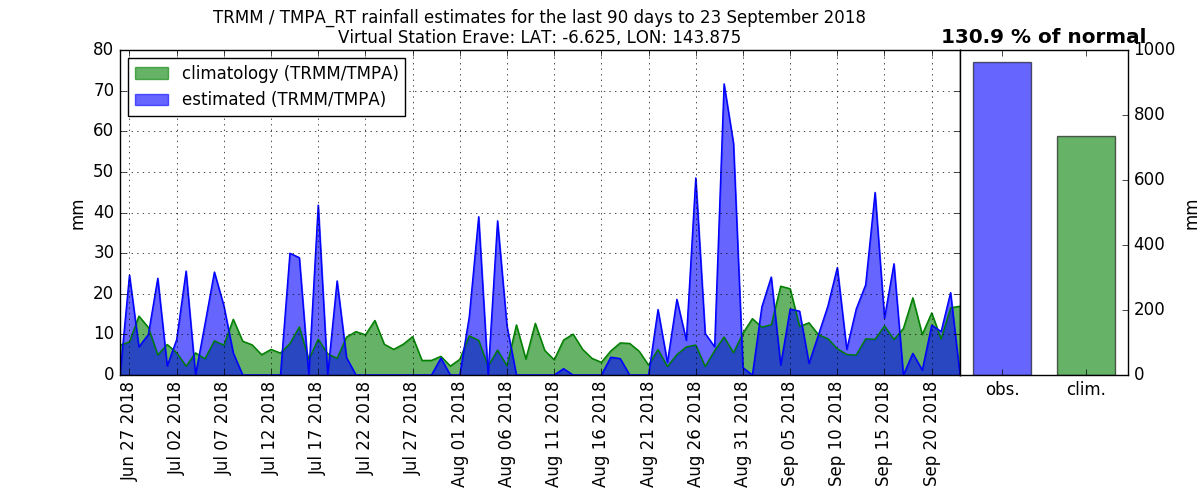 TRMM / TMPA_RT rainfall estimates for the last 90 days to 23 September 2018
Virtual Station Erave: LAT: -6.625, LON: 143.875
130.9 % of normal
climatology (TRMM/TMPA)
estimated (TRMM/TMPA)
mm
80
70
60
50
40
30
20
10
0
Jun 27 2018
Jul 02 2018
Jul 07 2018
Jul 12 2018
Jul 17 2018
Jul 22 2018
Jul 27 2018
Aug 01 2018
Aug 06 2018
Aug 11 2018
Aug 16 2018
Aug 21 2018
Aug 26 2018
Aug 31 2018
Sep 05 2018
Sep 10 2018
Sep 15 2018
Sep 20 2018
obs.
clim.
1000
800
600
400
200
0
mm